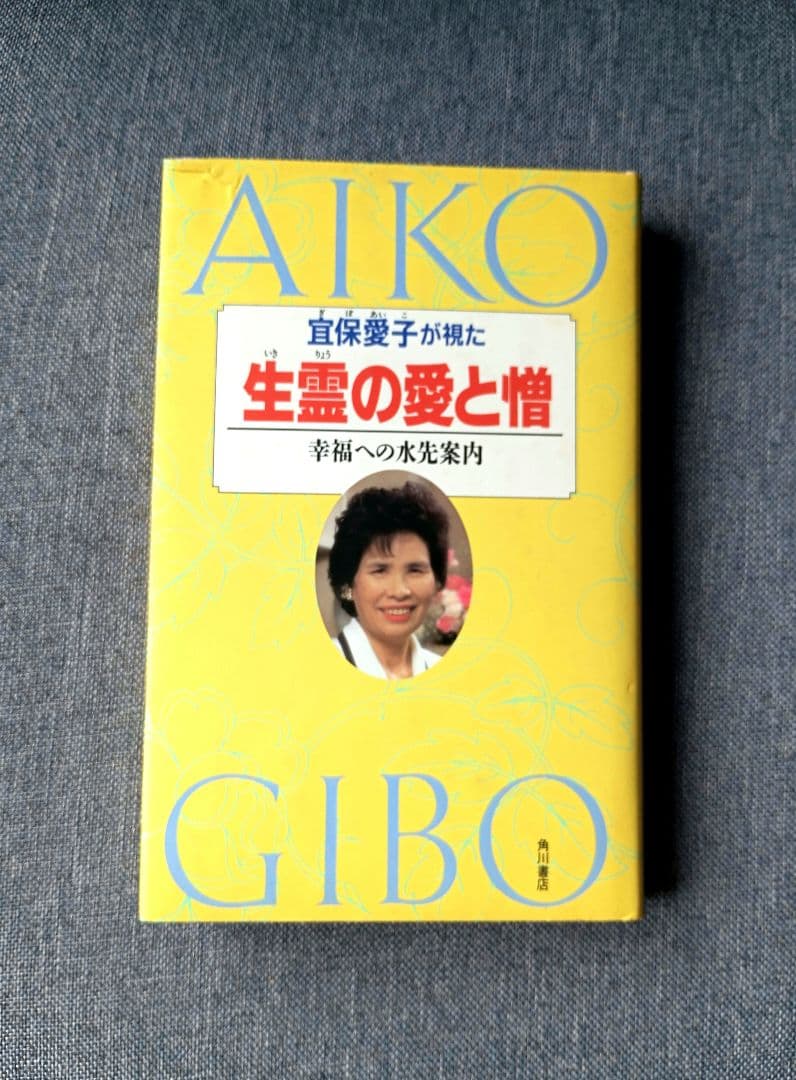 AIKO
宜保愛子が視た
生霊の愛と憎
幸福への水先案内
GIBO
角川書店